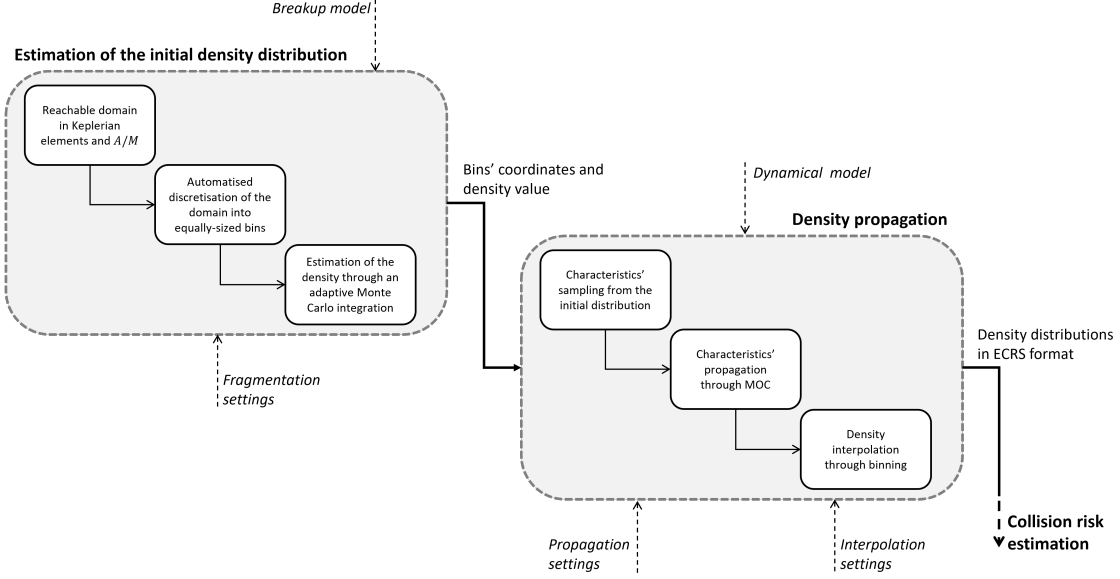 Breakup model
Estimation of the initial density distribution
Reachable domain
in Keplerian
elements and A/M
Automatised
discretisation of the
domain into
equally-sized bins
Estimation of the
density through an
adaptive Monte
Carlo integration
Fragmentation
settings
Bins’ coordinates and
density value
Dynamical model
Density propagation
Characteristics’
sampling from the
initial distribution
Characteristics’
propagation
through MOC
Density
interpolation
through binning
Propagation
settings
Interpolation
settings
Density distributions
in ECRS format
Collision risk
estimation